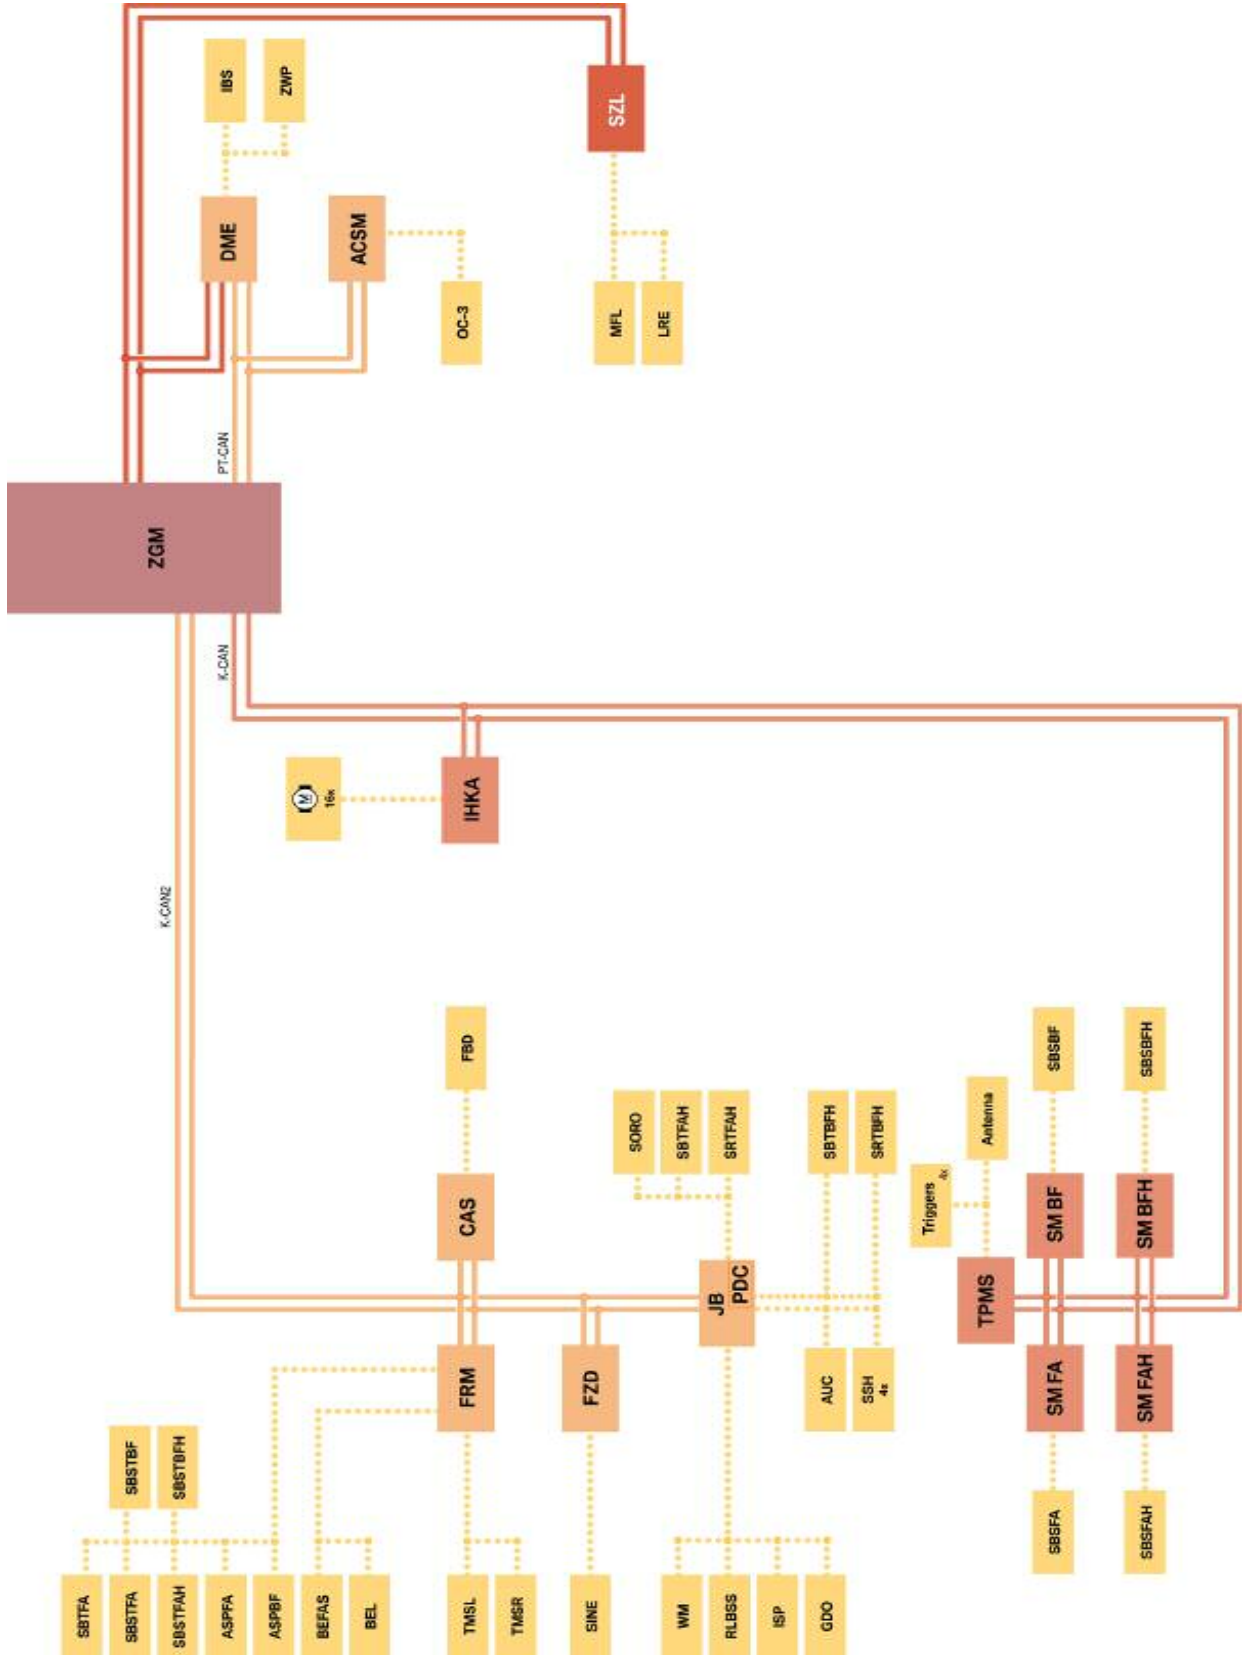 IBS
ZWP
SZL
DME
ACSM
OC-3
MFL
LRE
PT-CAN
ZGM
K-CAN
M
16x
IHKA
K-CAN2
FBD
SBSBF
SBSBFH
SORO
SBTFAH
SRTFAH
SBTBFH
SRTBFH
Antenna
Triggers
4x
CAS
SM BF
SM BFH
JB
PDC
TPMS
FRM
FZD
AUC
SSH
4x
SM FA
SM FAH
SBSTBF
SBSTBFH
SBSFA
SBSFAH
SBTFA
SBSTFA
SBSTFAH
ASPFA
ASPBF
BEFAS
BEL
TMSL
TMSR
SINE
WM
RLBSS
ISP
GDO